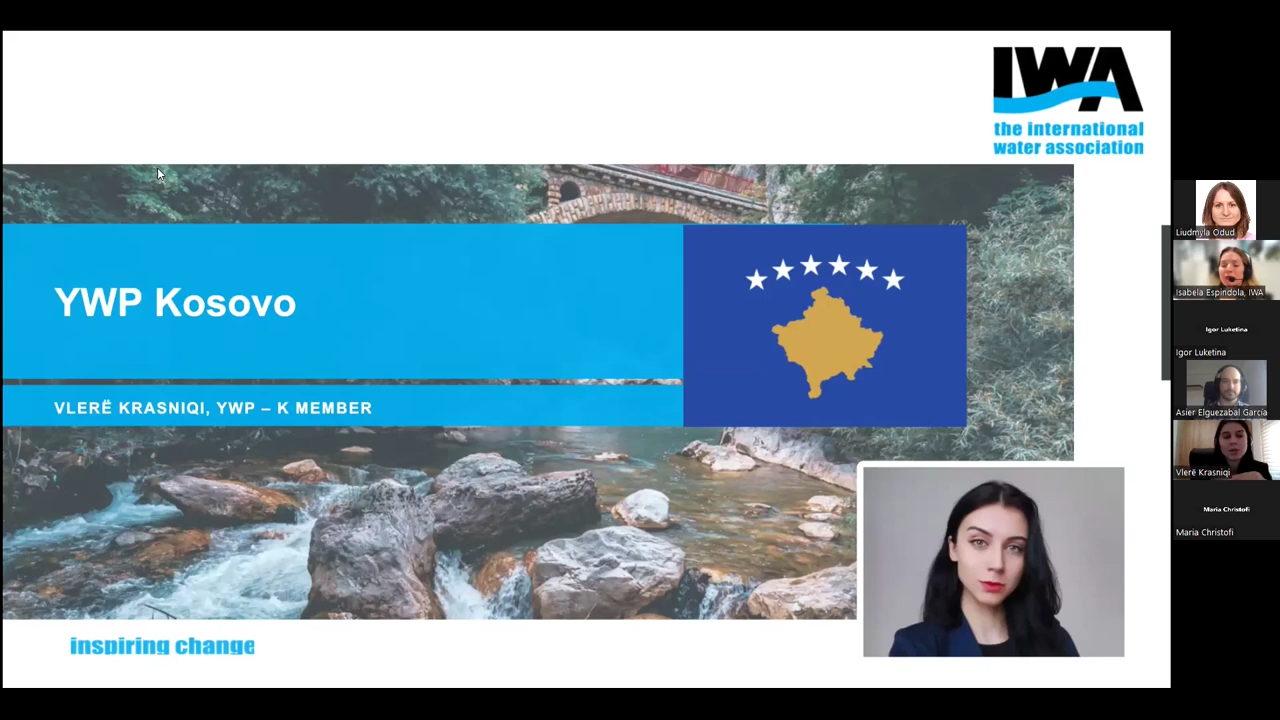 IWA
the international
water association
YWP Kosovo
VLERË KRASNIQI, YWP – K MEMBER
inspiring change
Liudmyla Odud
Isabela Espindola, IWA
Igor Luketina
Igor Luketina
Asier Elguezabal Garcia
Vlerë Krasniqi
Maria Christofi
Maria Christofi